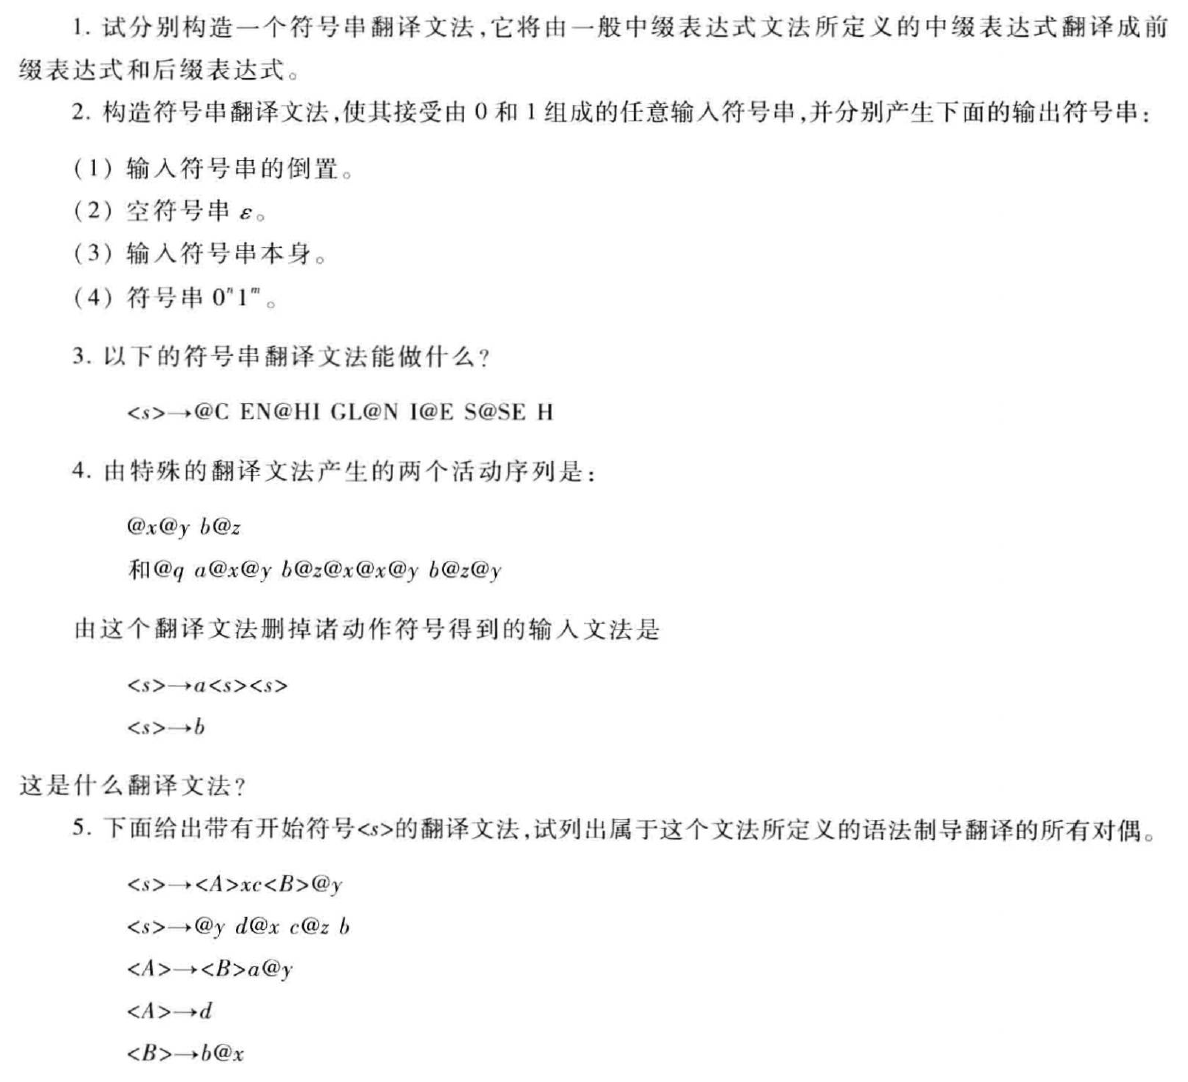 1. 试分别构造一个符号串翻译文法,它将由一般中缀表达式文法所定义的中缀表达式翻译成前
缀表达式和后缀表达式。
2. 构造符号串翻译文法,使其接受由 0 和 1 组成的任意输入符号串,并分别产生下面的输出符号串:
(1) 输入符号串的倒置。
(2) 空符号串 ε。
(3) 输入符号串本身。
(4) 符号串 0ⁿ1ᵐ。
3. 以下的符号串翻译文法能做什么?
<s>→@C EN@HI GL@N I@E S@SE H
4. 由特殊的翻译文法产生的两个活动序列是:
@x@y b@z
和@q a@x@y b@z@x@x@y b@z@y
由这个翻译文法删掉诸动作符号得到的输入文法是
<s>→a<s><s>
<s>→b
这是什么翻译文法?
5. 下面给出带有开始符号<s>的翻译文法,试列出属于这个文法所定义的语法制导翻译的所有对偶。
<s>→<A>xc<B>@y
<s>→@y d@x c@z b
<A>→<B>a@y
<A>→d
<B>→b@x